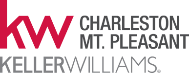 kw CHARLESTON
MT. PLEASANT
KELLERWILLIAMS.